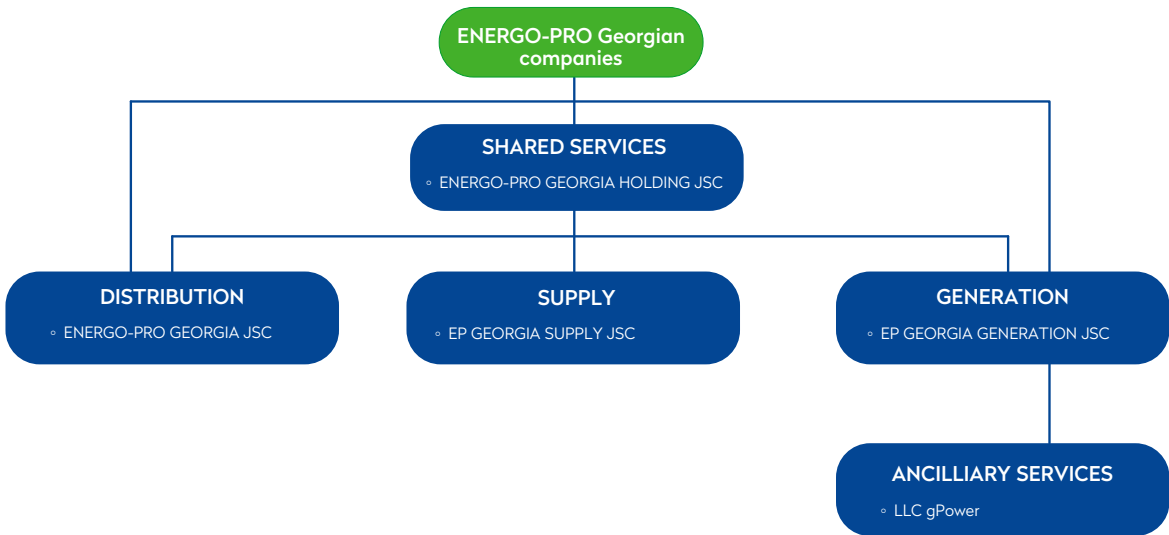 ENERGO-PRO Georgian
companies
SHARED SERVICES
◦ ENERGO-PRO GEORGIA HOLDING JSC
DISTRIBUTION
◦ ENERGO-PRO GEORGIA JSC
SUPPLY
◦ EP GEORGIA SUPPLY JSC
GENERATION
◦ EP GEORGIA GENERATION JSC
ANCILLIARY SERVICES
◦ LLC gPower